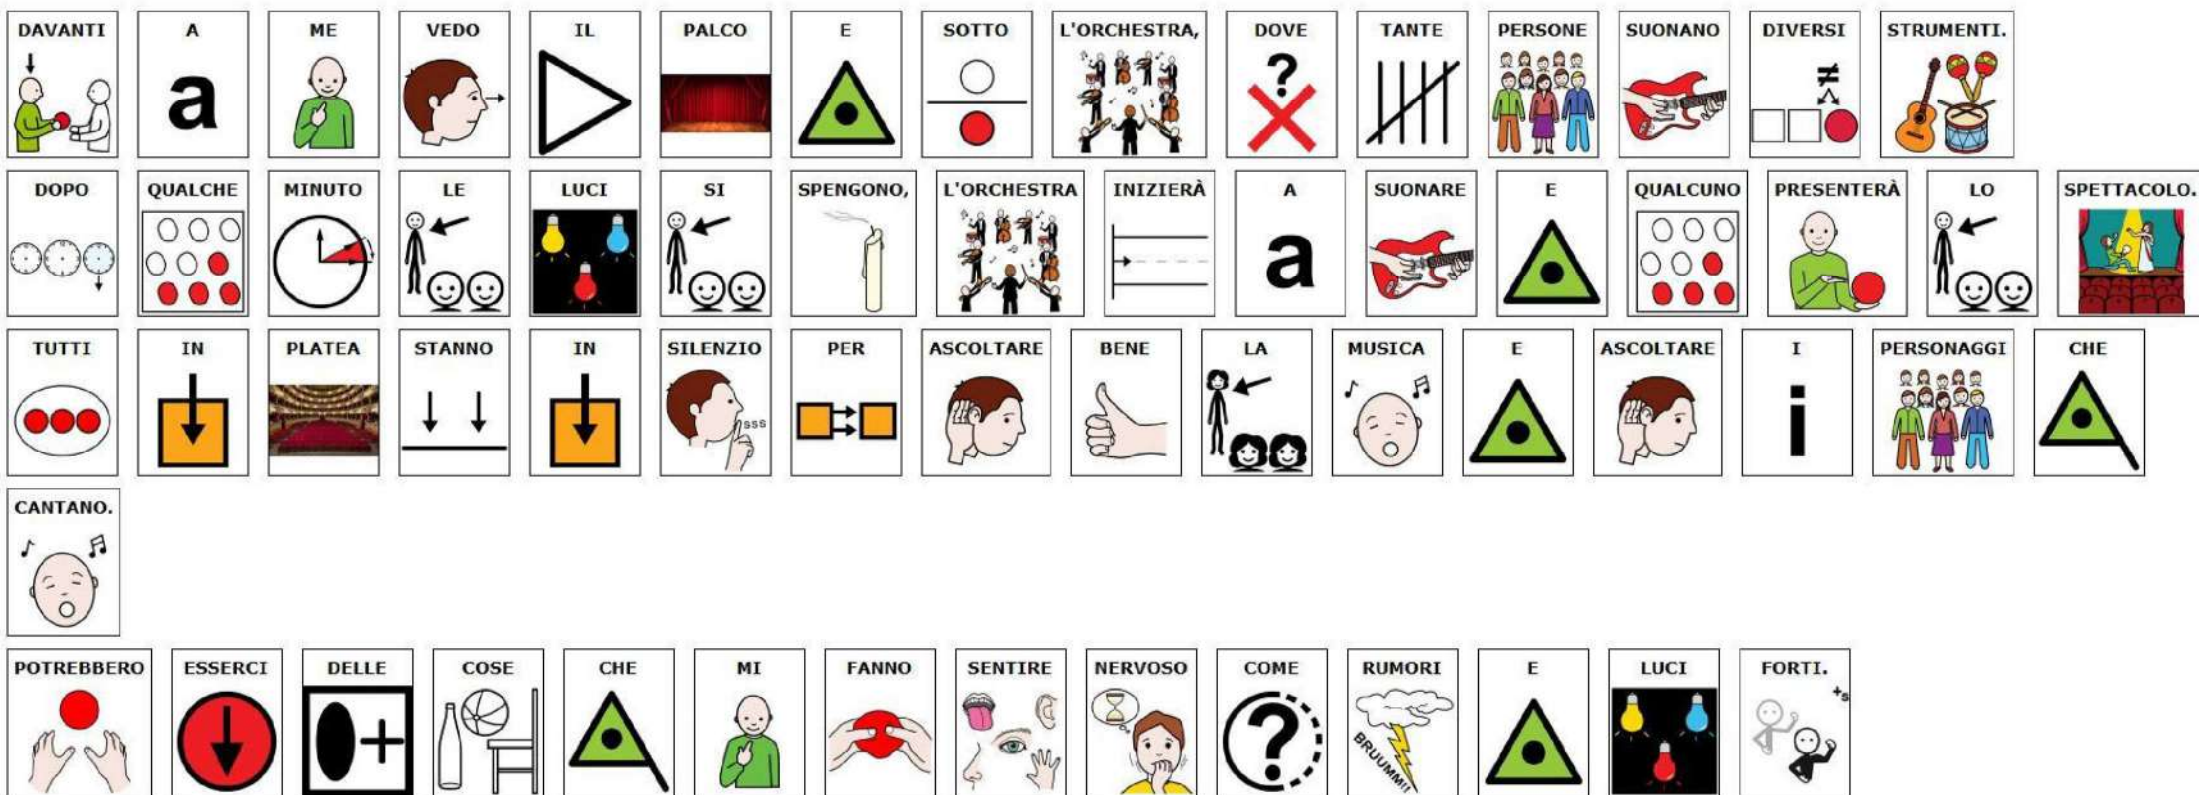 DAVANTI A ME VEDO IL PALCO E SOTTO L'ORCHESTRA, DOVE TANTE PERSONE SUONANO DIVERSI STRUMENTI.
DOPO QUALCHE MINUTO LE LUCI SI SPENGONO, L'ORCHESTRA INIZIERÀ A SUONARE E QUALCUNO PRESENTERÀ LO SPETTACOLO.
TUTTI IN PLATEA STANNO IN SILENZIO PER ASCOLTARE BENE LA MUSICA E ASCOLTARE I PERSONAGGI CHE
CANTANO.
POTREBBERO ESSERCI DELLE COSE CHE MI FANNO SENTIRE NERVOSO COME RUMORI E LUCI FORTI.
a
?
a
sss
i
+
?
BRUUMM!!
+s